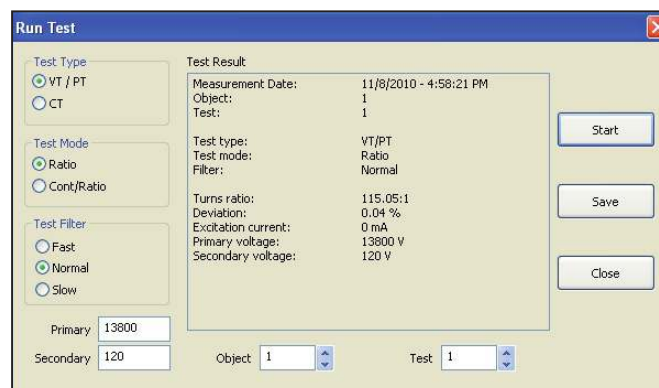 Run Test
Test Type
VT / PT
CT
Test Mode
Ratio
Cont/Ratio
Test Filter
Fast
Normal
Slow
Primary 13800
Secondary 120
Test Result
Measurement Date: 11/8/2010 - 4:58:21 PM
Object: 1
Test: 1
Test type: VT/PT
Test mode: Ratio
Filter: Normal
Turns ratio: 115.05:1
Deviation: 0.04 %
Excitation current: 0 mA
Primary voltage: 13800 V
Secondary voltage: 120 V
Object 1
Test 1
Start
Save
Close